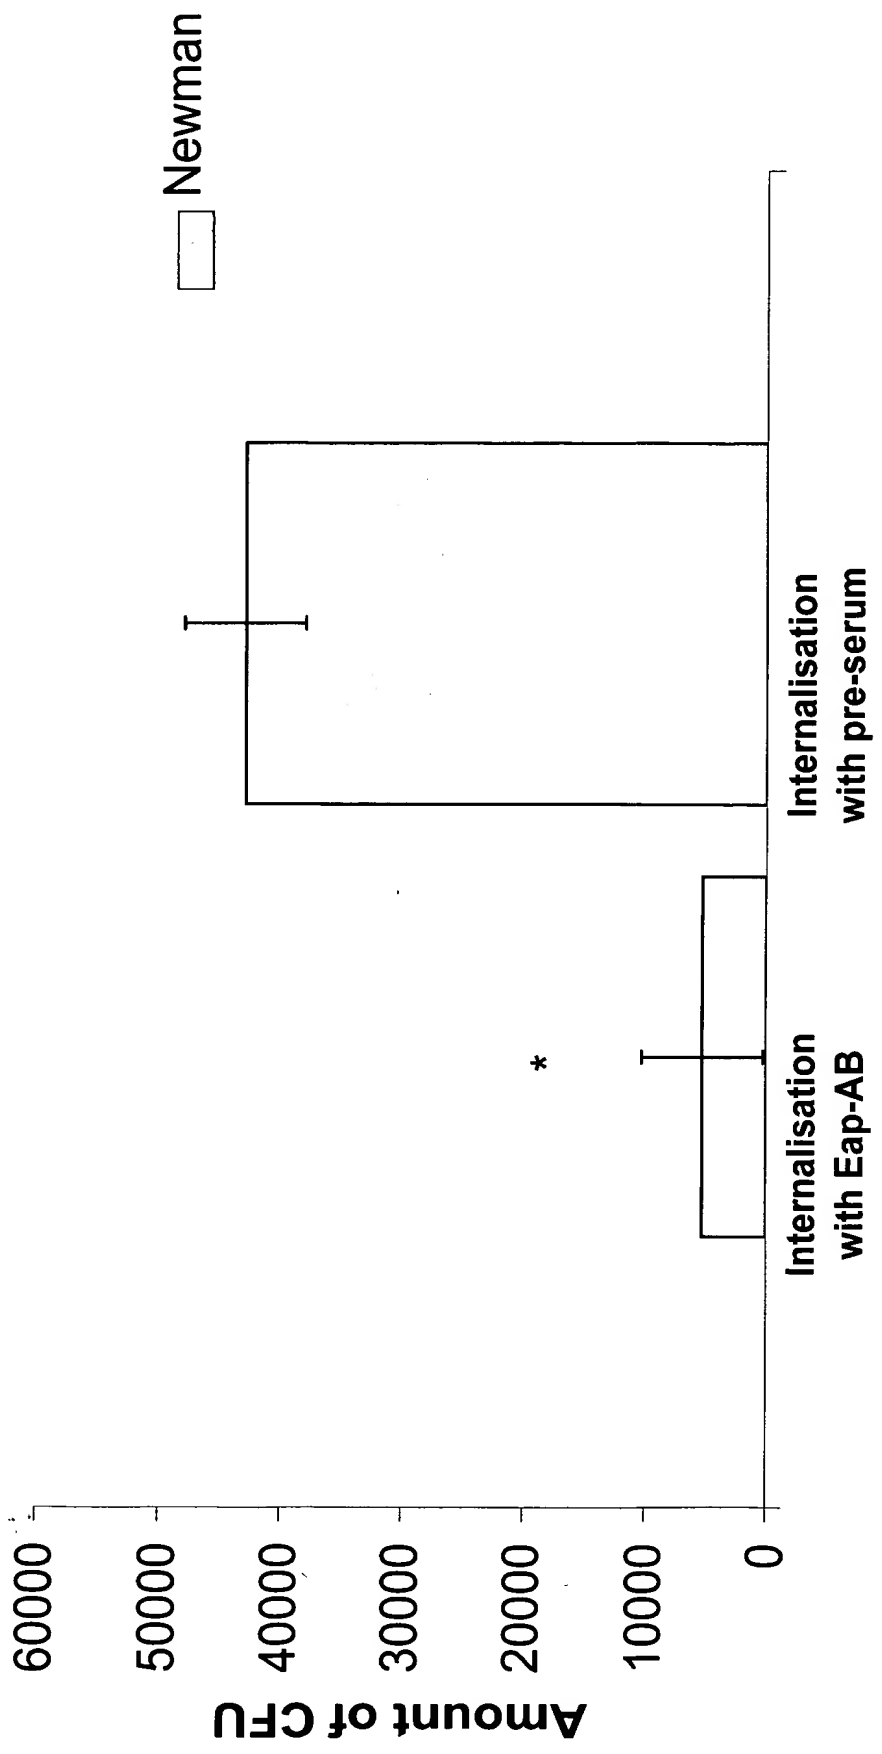 Newman
60000
50000
40000
30000
20000
10000
0
Amount of CFU
*
Internalisation
with Eap-AB
Internalisation
with pre-serum